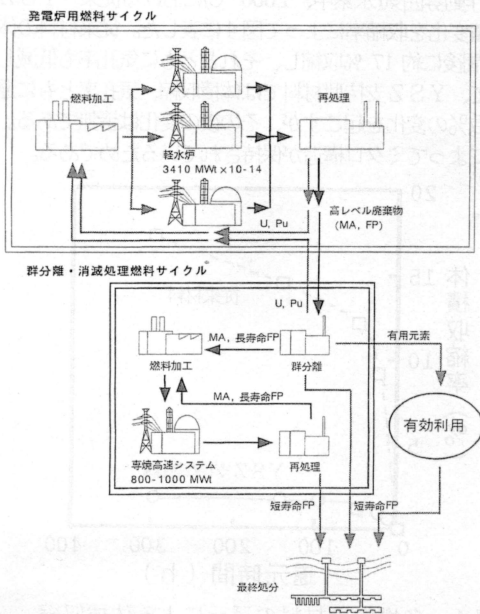 発電炉用燃料サイクル
燃料加工
再処理
軽水炉
3410 MWt×10-14
U, Pu
高レベル廃棄物
(MA, FP)
群分離・消滅処理燃料サイクル
U, Pu
MA, 長寿命FP
有用元素
燃料加工
群分離
MA, 長寿命FP
有効利用
専焼高速システム
800-1000 MWt
再処理
短寿命FP
短寿命FP
最終処分